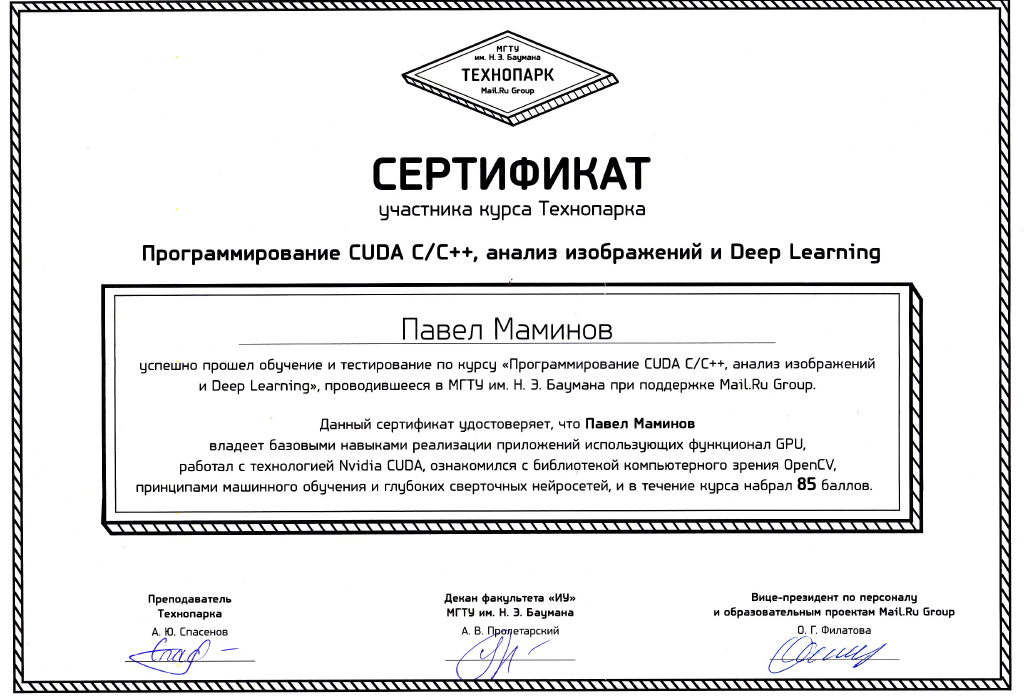 МГТУ
им. Н.Э. Баумана
ТЕХНОПАРК
Mail.Ru Group
СЕРТИФИКАТ
участника курса Технопарка
Программирование CUDA C/C++, анализ изображений и Deep Learning
Павел Маминов
успешно прошел обучение и тестирование по курсу «Программирование CUDA C/C++, анализ изображений
и Deep Learning», проводившееся в МГТУ им. Н. Э. Баумана при поддержке Mail.Ru Group.
Данный сертификат удостоверяет, что Павел Маминов
владеет базовыми навыками реализации приложений использующих функционал GPU,
работал с технологией Nvidia CUDA, ознакомился с библиотекой компьютерного зрения OpenCV,
принципами машинного обучения и глубоких сверточных нейросетей, и в течение курса набрал 85 баллов.
Преподаватель
Технопарка
А. Ю. Спасенов
Декан факультета «ИУ»
МГТУ им. Н. Э. Баумана
А. В. Пролетарский
Вице-президент по персоналу
и образовательным проектам Mail.Ru Group
О. Г. Филатова